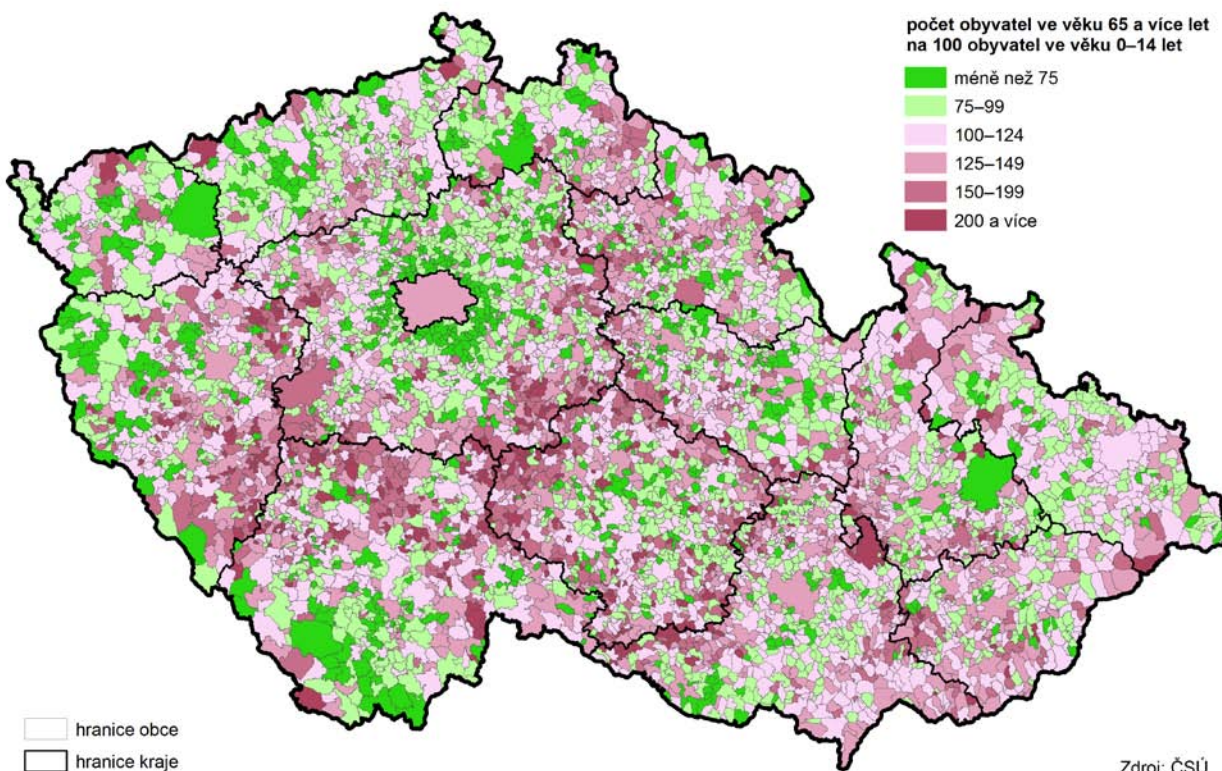 počet obyvatel ve věku 65 a více let
na 100 obyvatel ve věku 0–14 let
méně než 75
75–99
100–124
125–149
150–199
200 a více
hranice obce
hranice kraje
Zdroj: ČSÚ